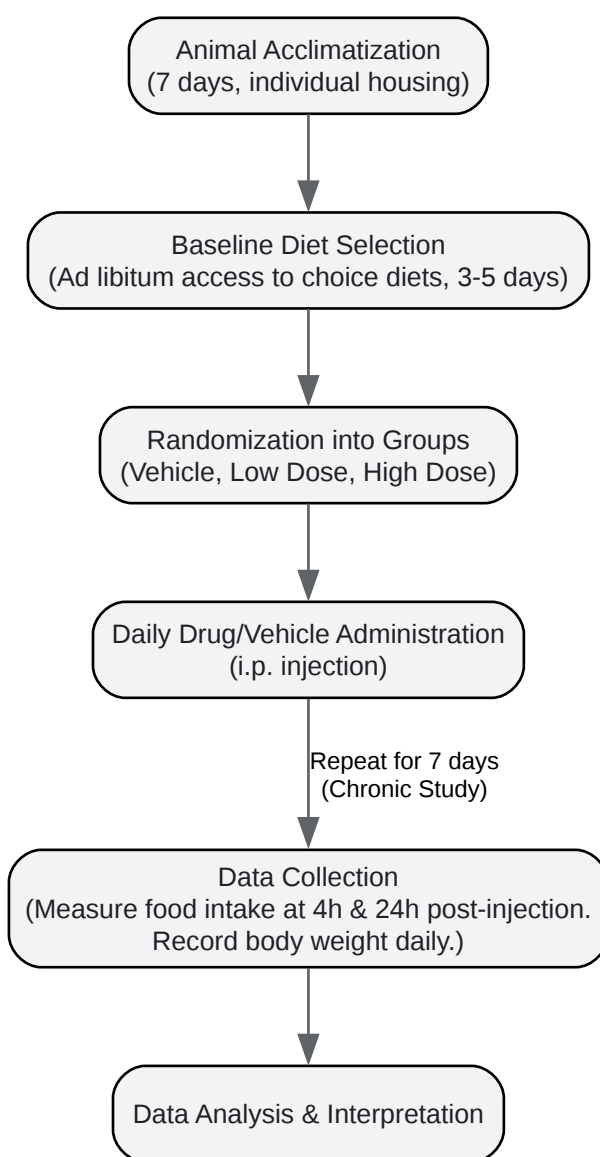 Animal Acclimatization
(7 days, individual housing)
Baseline Diet Selection
(Ad libitum access to choice diets, 3-5 days)
Randomization into Groups
(Vehicle, Low Dose, High Dose)
Daily Drug/Vehicle Administration
(i.p. injection)
Repeat for 7 days
(Chronic Study)
Data Collection
(Measure food intake at 4h & 24h post-injection.
Record body weight daily.)
Data Analysis & Interpretation